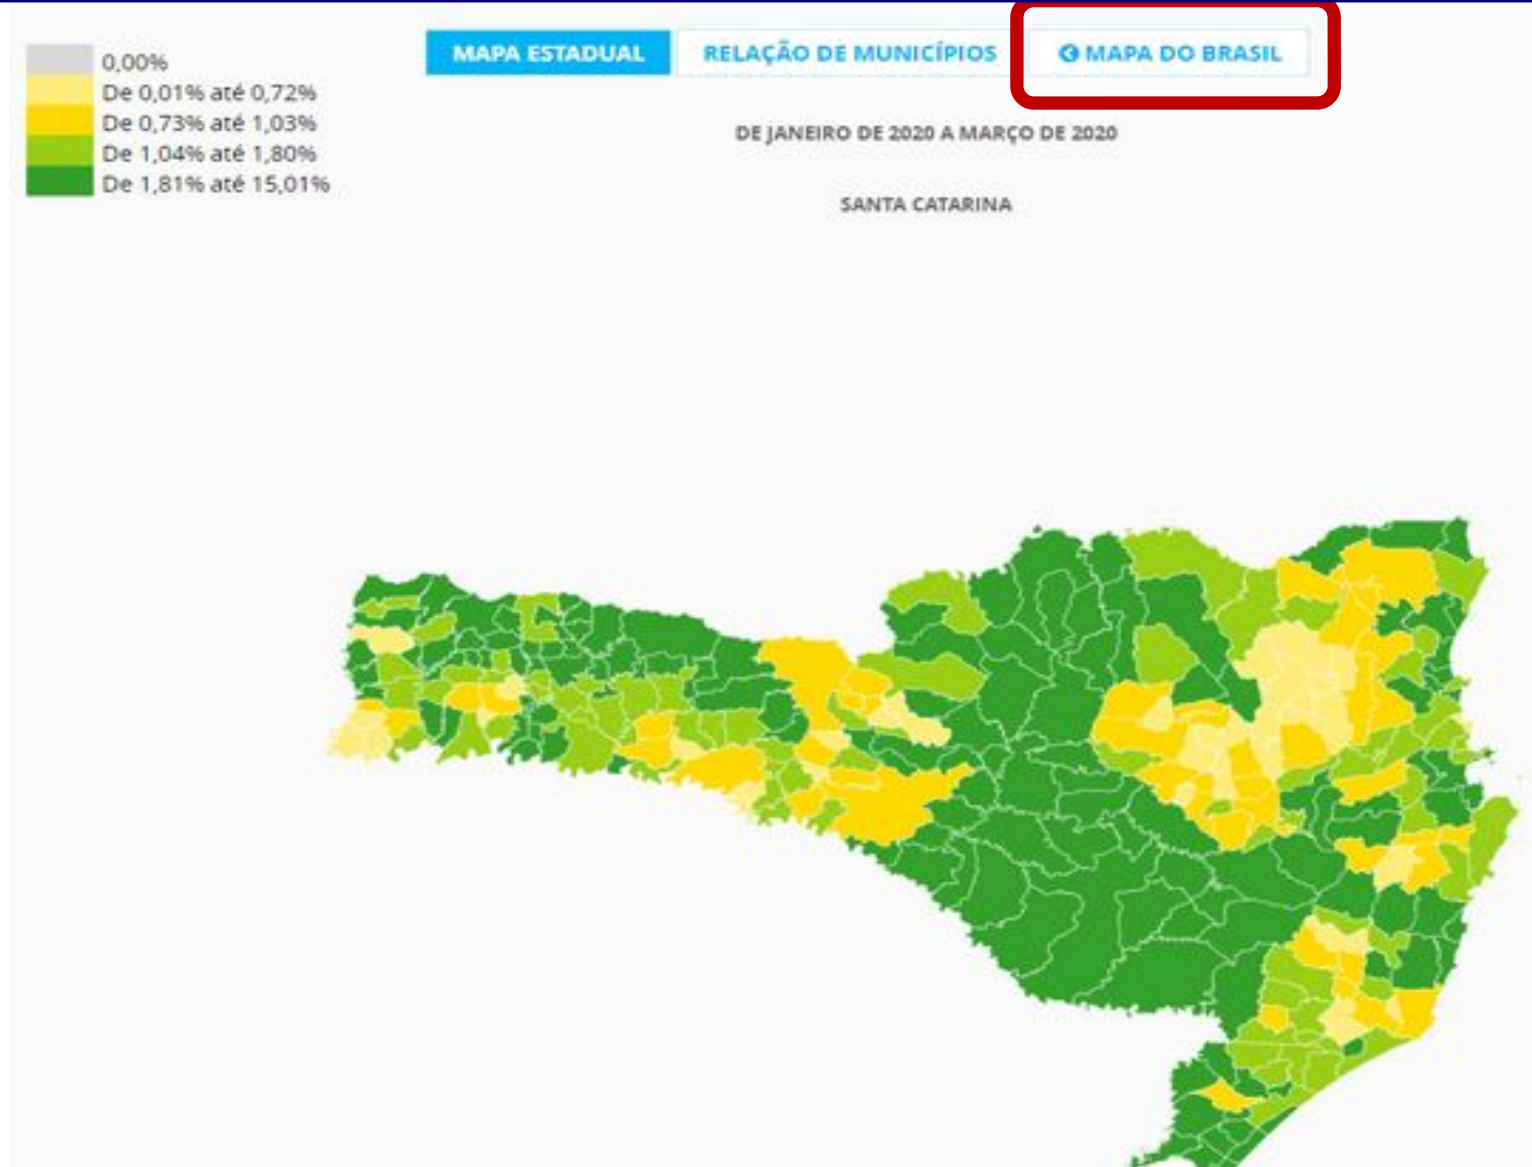 0,00%
De 0,01% até 0,72%
De 0,73% até 1,03%
De 1,04% até 1,80%
De 1,81% até 15,01%
MAPA ESTADUAL
RELAÇÃO DE MUNICÍPIOS
MAPA DO BRASIL
DE JANEIRO DE 2020 A MARÇO DE 2020
SANTA CATARINA